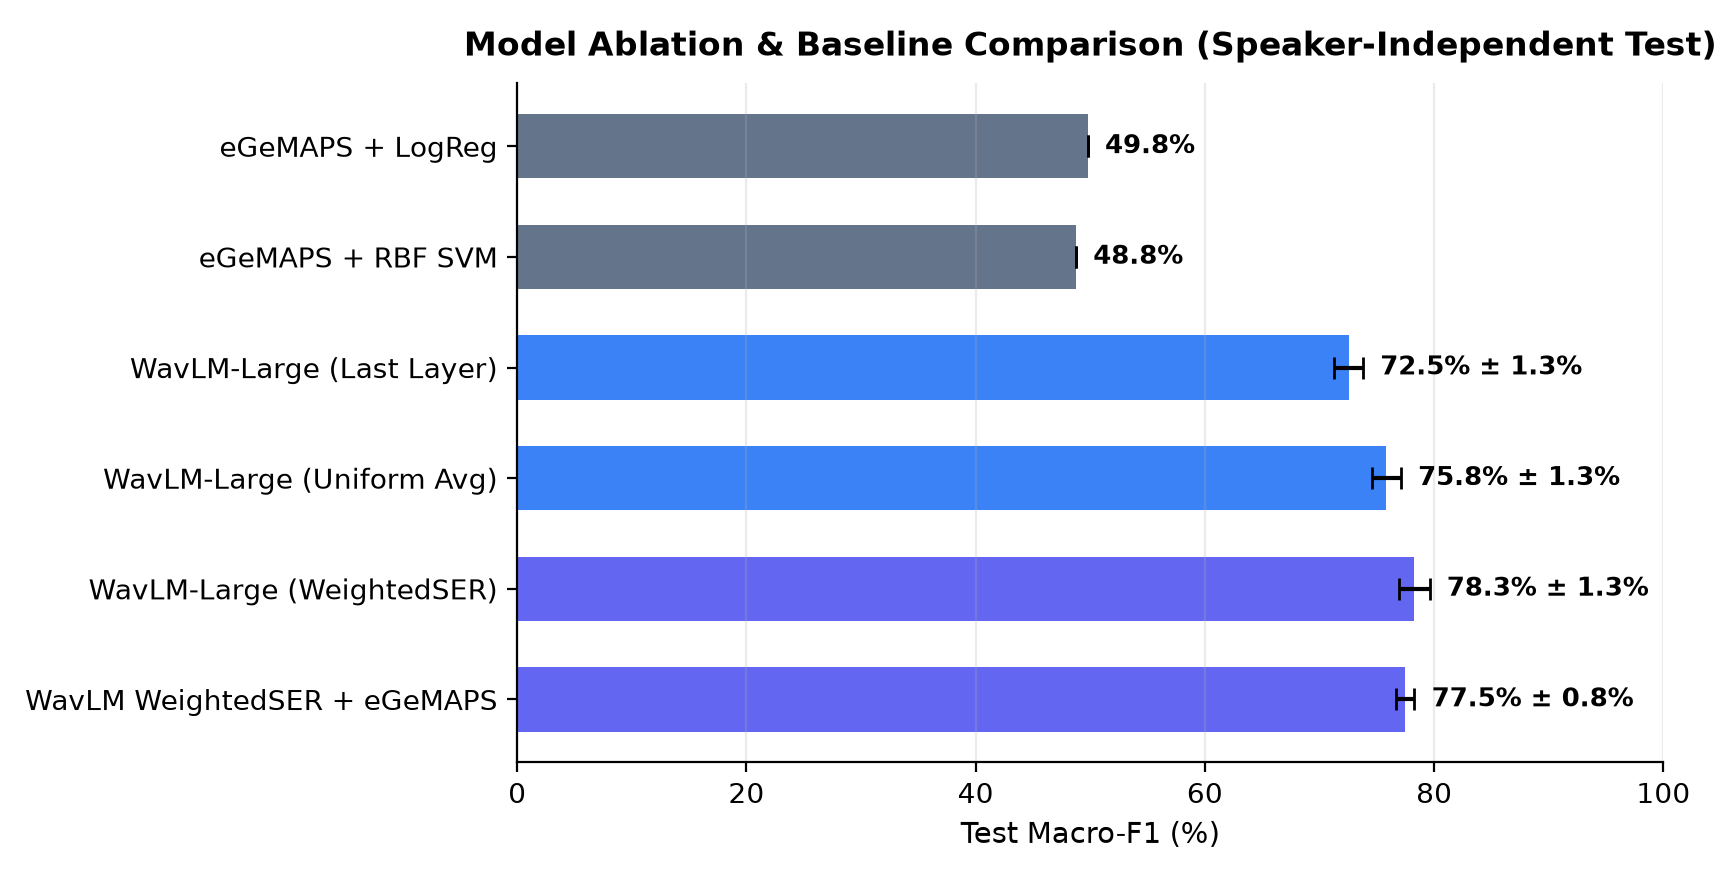 Model Ablation & Baseline Comparison (Speaker-Independent Test)
eGeMAPS + LogReg 49.8%
eGeMAPS + RBF SVM 48.8%
WavLM-Large (Last Layer) 72.5% ± 1.3%
WavLM-Large (Uniform Avg) 75.8% ± 1.3%
WavLM-Large (WeightedSER) 78.3% ± 1.3%
WavLM WeightedSER + eGeMAPS 77.5% ± 0.8%
0 20 40 60 80 100
Test Macro-F1 (%)